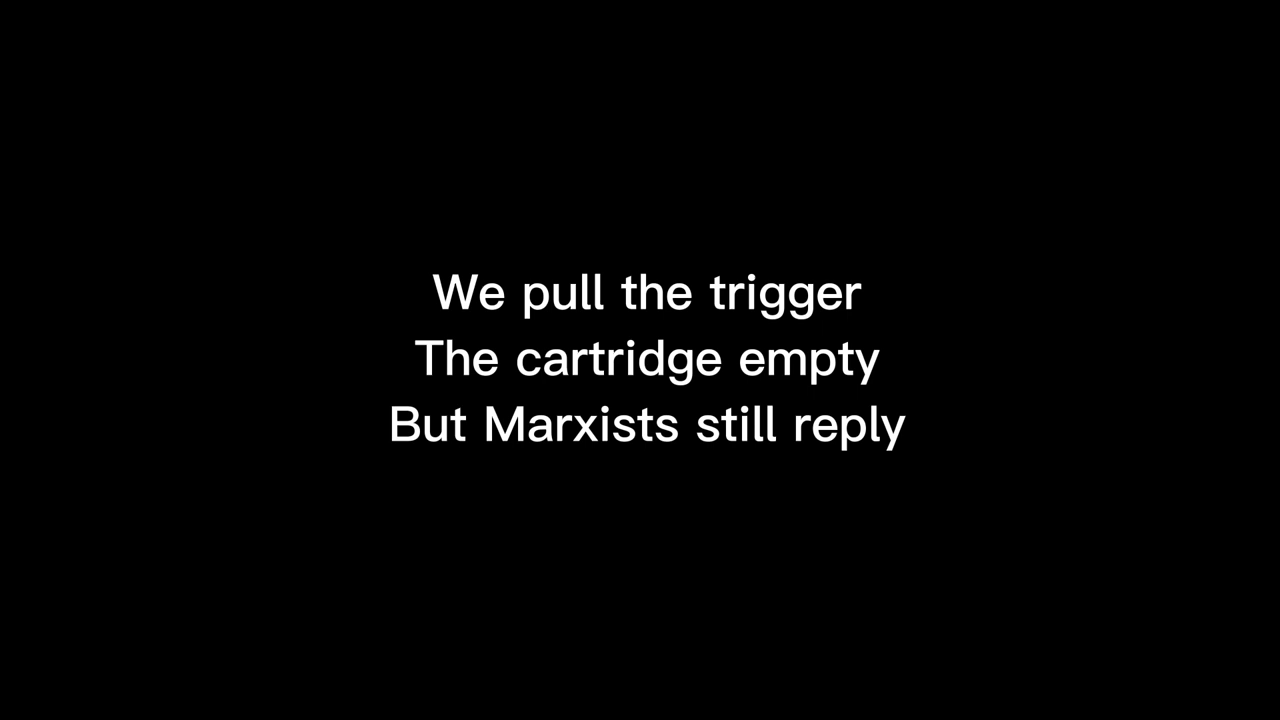 We pull the trigger
The cartridge empty
But Marxists still reply